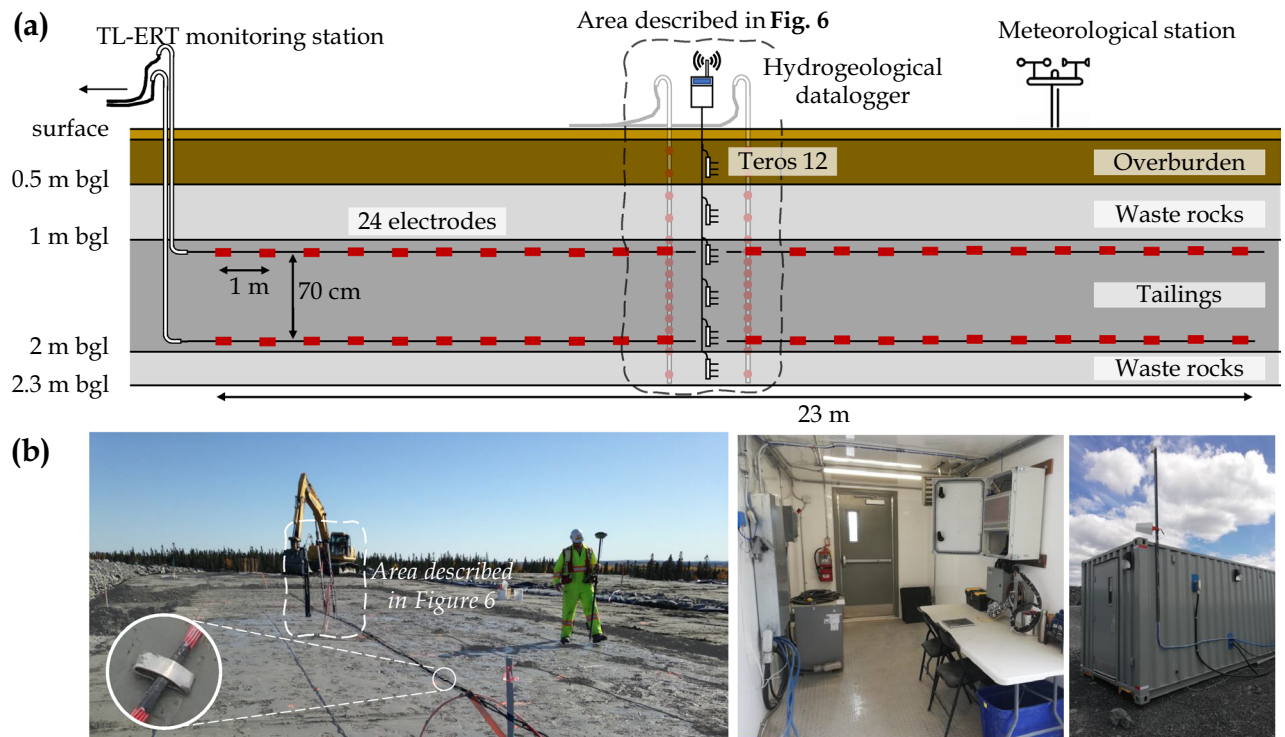 (a)
Area described in Fig. 6
TL-ERT monitoring station
Meteorological station
Hydrogeological
datalogger
surface
Teros 12
Overburden
0.5 m bgl
24 electrodes
Waste rocks
1 m bgl
1 m
70 cm
Tailings
2 m bgl
Waste rocks
2.3 m bgl
23 m
(b)
Area described
in Figure 6